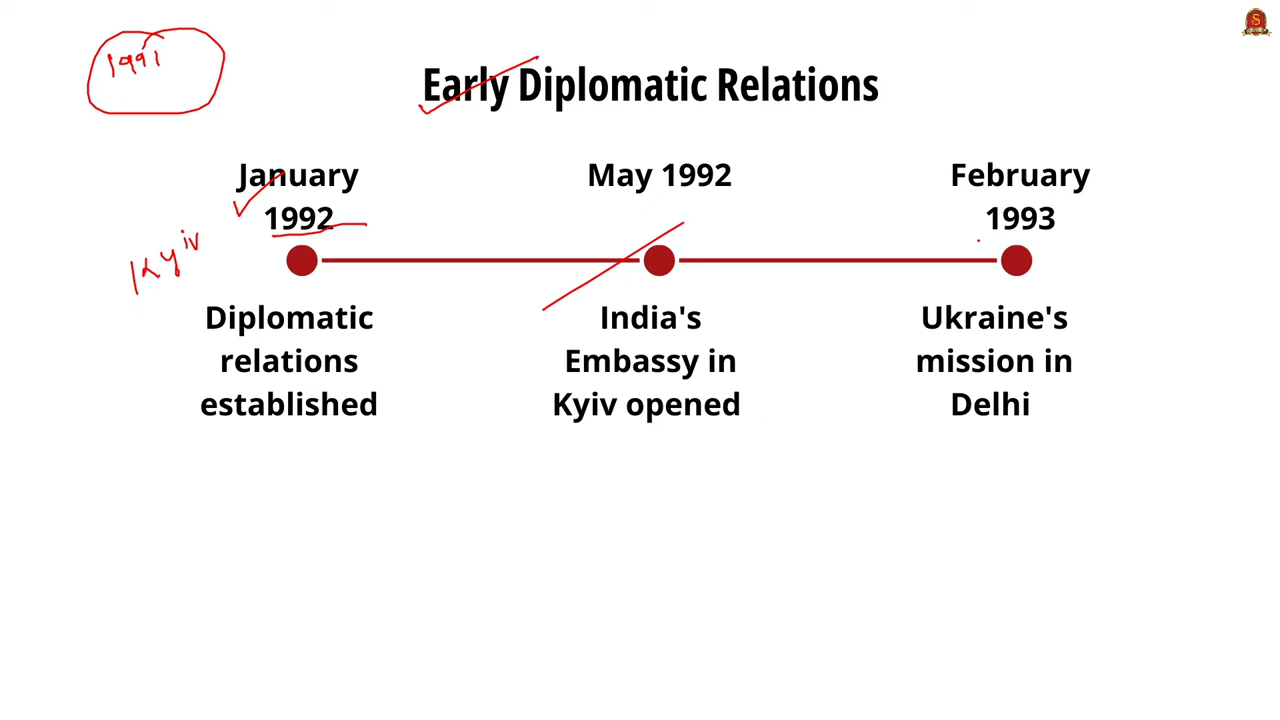 1991
Early Diplomatic Relations
January
1992
May 1992
February
1993
Kyiv
Diplomatic
relations
established
India's
Embassy in
Kyiv opened
Ukraine's
mission in
Delhi
S